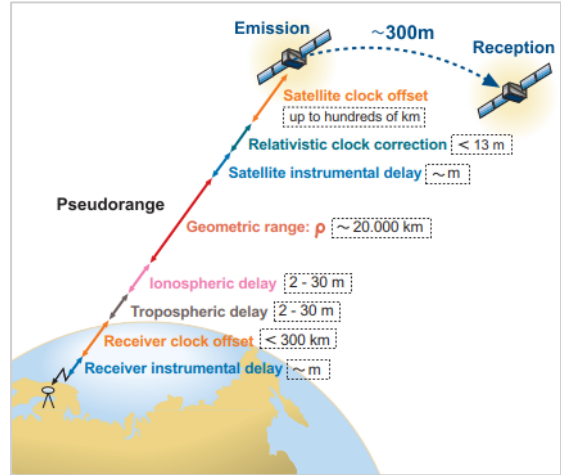 Emission
~300m
Reception
Satellite clock offset
up to hundreds of km
Relativistic clock correction < 13 m
Satellite instrumental delay ~m
Pseudorange
Geometric range: ρ ~ 20.000 km
Ionospheric delay 2 - 30 m
Tropospheric delay 2 - 30 m
Receiver clock offset < 300 km
Receiver instrumental delay ~m